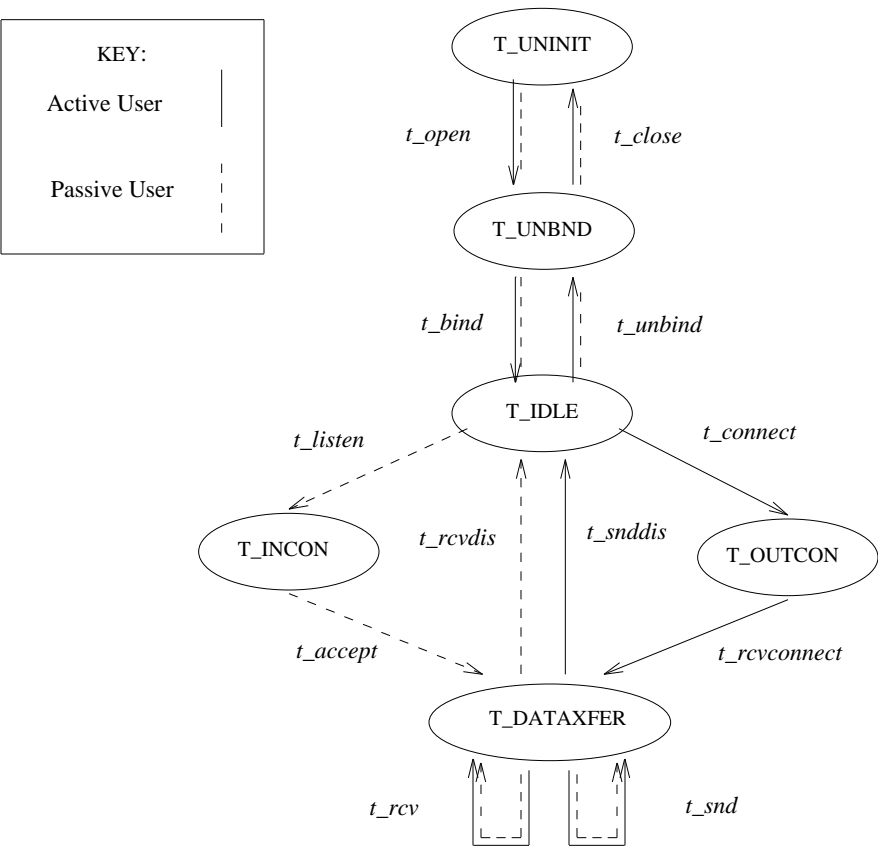 KEY:
Active User
Passive User
T_UNINIT
t_open
t_close
T_UNBND
t_bind
t_unbind
T_IDLE
t_listen
t_connect
T_INCON
t_rcvdis
t_snddis
T_OUTCON
t_accept
t_rcvconnect
T_DATAXFER
t_rcv
t_snd